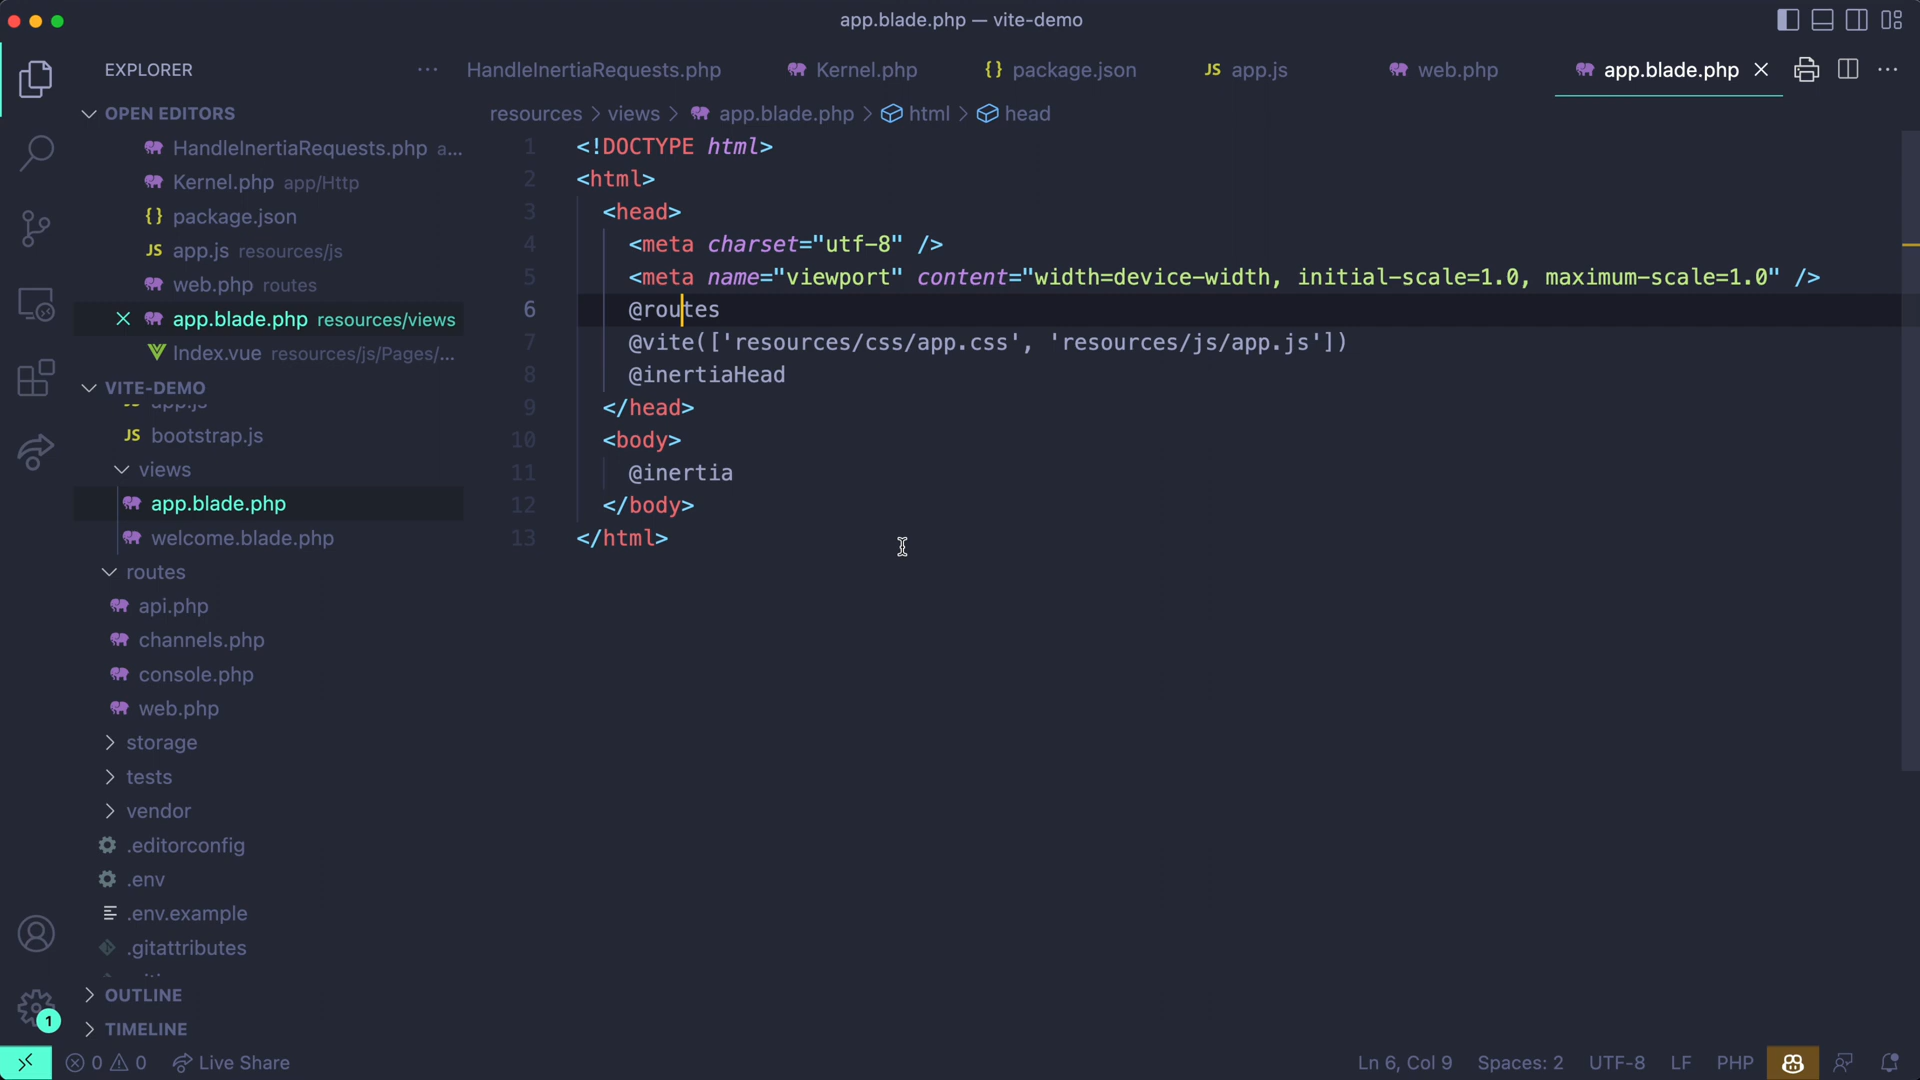 app.blade.php — vite-demo
EXPLORER
HandleInertiaRequests.php
Kernel.php
{} package.json
JS app.js
web.php
app.blade.php
OPEN EDITORS
HandleInertiaRequests.php a...
Kernel.php app/Http
{} package.json
JS app.js resources/js
web.php routes
app.blade.php resources/views
Index.vue resources/js/Pages/...
VITE-DEMO
app.js
JS bootstrap.js
views
app.blade.php
welcome.blade.php
routes
api.php
channels.php
console.php
web.php
storage
tests
vendor
.editorconfig
.env
.env.example
.gitattributes
OUTLINE
TIMELINE
resources > views > app.blade.php > html > head
1 <!DOCTYPE html>
2 <html>
3 <head>
4 <meta charset="utf-8" />
5 <meta name="viewport" content="width=device-width, initial-scale=1.0, maximum-scale=1.0" />
6 @routes
7 @vite(['resources/css/app.css', 'resources/js/app.js'])
8 @inertiaHead
9 </head>
10 <body>
11 @inertia
12 </body>
13 </html>
1
0 0 Live Share
Ln 6, Col 9 Spaces: 2 UTF-8 LF PHP